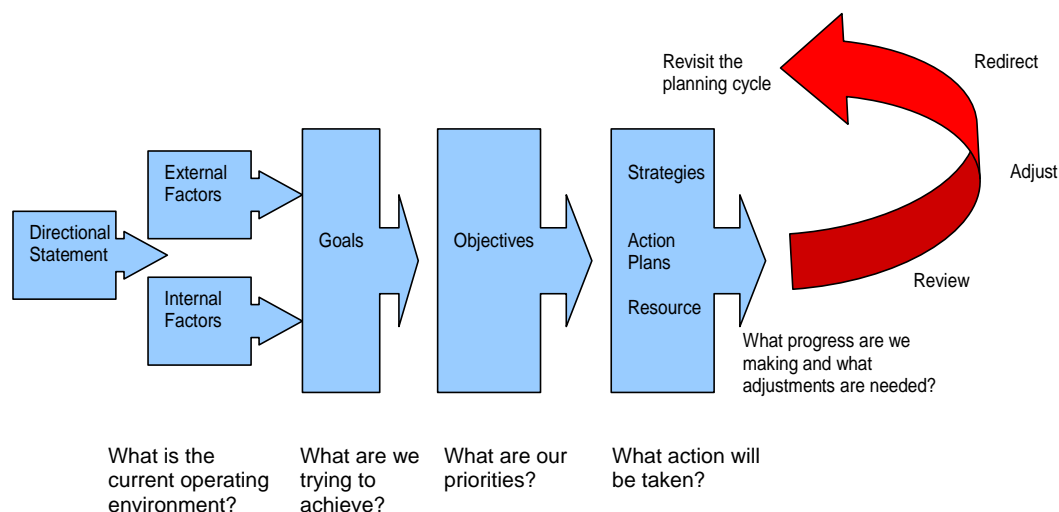 Revisit the
planning cycle
Redirect
Adjust
Review
Directional
Statement
External
Factors
Internal
Factors
Goals
Objectives
Strategies
Action
Plans
Resource
What progress are we
making and what
adjustments are needed?
What is the
current operating
environment?
What are we
trying to
achieve?
What are our
priorities?
What action will
be taken?